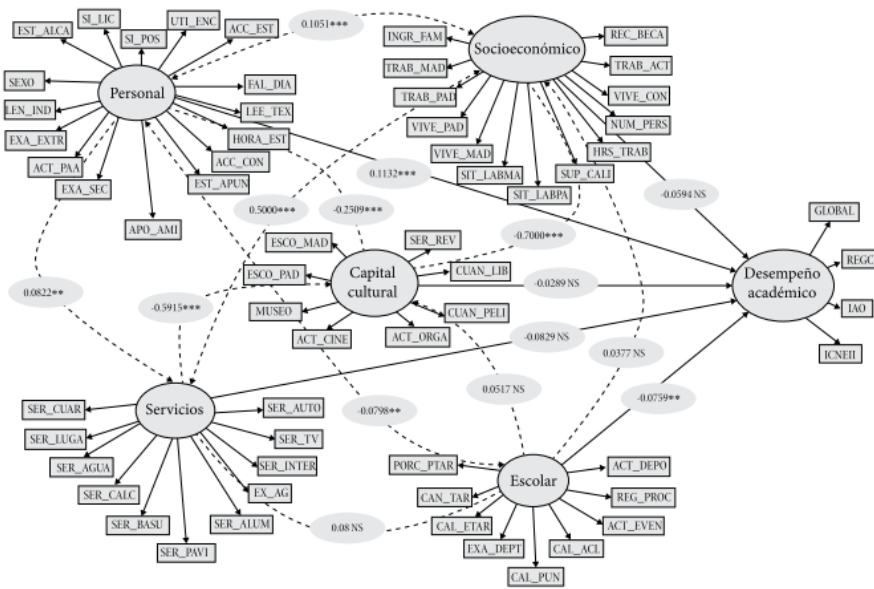 SI_LIC
UTI_ENC
EST_ALCA
SI_POS
ACC_EST
SEXO
Personal
FAL_DIA
LEN_IND
LEE_TEX
EXA_EXTR
HORA_EST
ACT_PAA
ACC_CON
EXA_SEC
EST_APUN
APO_AMI
0.1051***
INGR_FAM
Socioeconómico
REC_BECA
TRAB_MAD
TRAB_ACT
TRAB_PAD
VIVE_CON
VIVE_PAD
NUM_PERS
VIVE_MAD
HRS_TRAB
SIT_LABMA
SUP_CALI
SIT_LABPA
0.1132***
-0.0594 NS
0.5000***
-0.2509***
-0.7000***
GLOBAL
REGC
Desempeño
académico
IAO
ICNEII
ESCO_MAD
SER_REV
ESCO_PAD
Capital
cultural
CUAN_LIB
MUSEO
CUAN_PELI
ACT_CINE
ACT_ORGA
-0.0289 NS
0.0822**
-0.5915***
-0.0829 NS
0.0377 NS
0.0517 NS
-0.0759**
-0.0798**
SER_CUAR
Servicios
SER_AUTO
SER_LUGA
SER_TV
SER_AGUA
SER_INTER
SER_CALC
EX_AG
SER_BASU
SER_ALUM
SER_PAVI
0.08 NS
PORC_PTAR
Escolar
ACT_DEPO
CAN_TAR
REG_PROC
CAL_ETAR
ACT_EVEN
EXA_DEPT
CAL_ACL
CAL_PUN